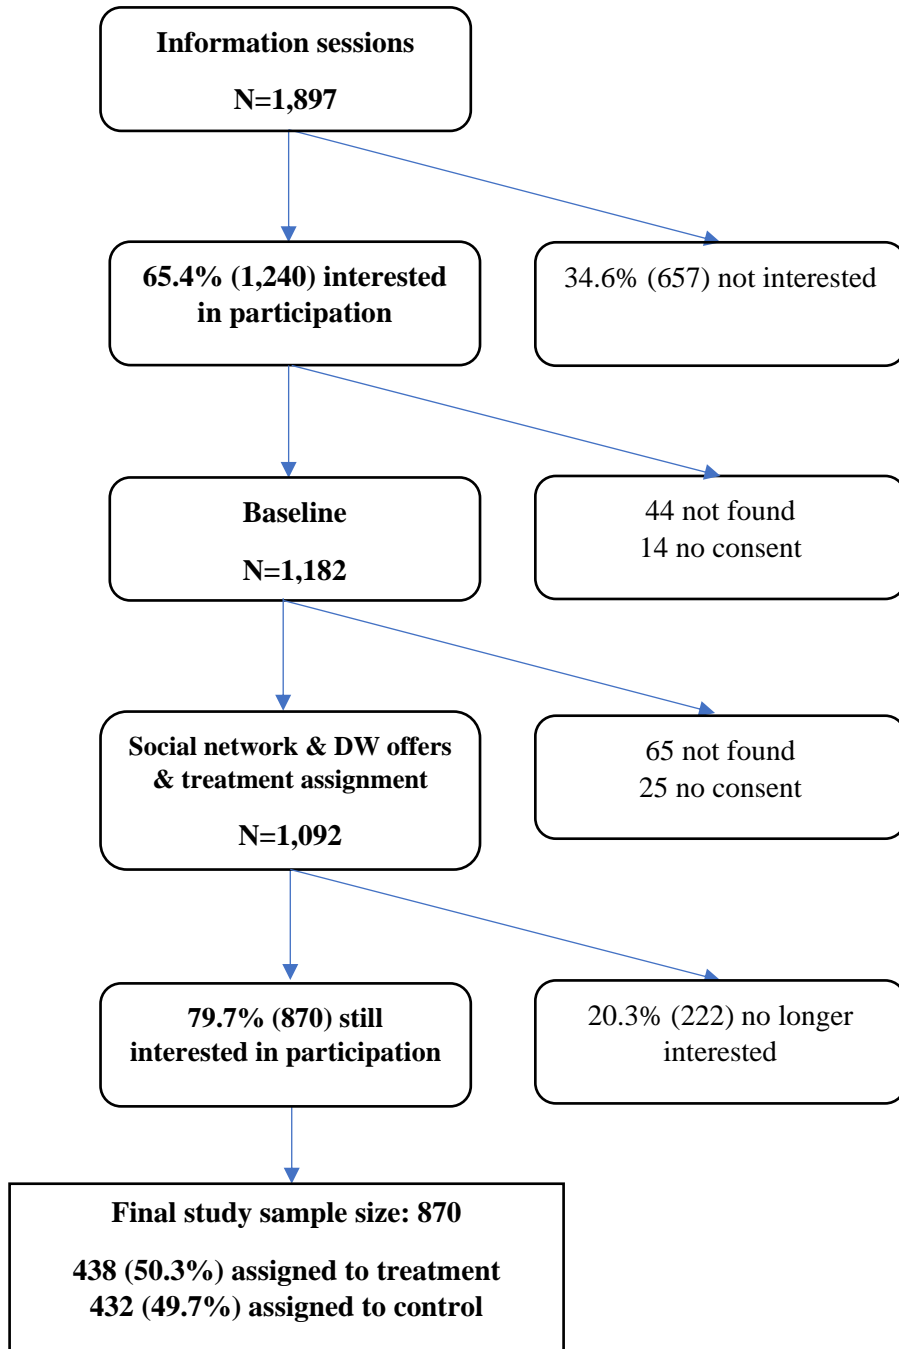 Information sessions
N=1,897
65.4% (1,240) interested
in participation
34.6% (657) not interested
Baseline
N=1,182
44 not found
14 no consent
Social network & DW offers
& treatment assignment
N=1,092
65 not found
25 no consent
79.7% (870) still
interested in participation
20.3% (222) no longer
interested
Final study sample size: 870
438 (50.3%) assigned to treatment
432 (49.7%) assigned to control